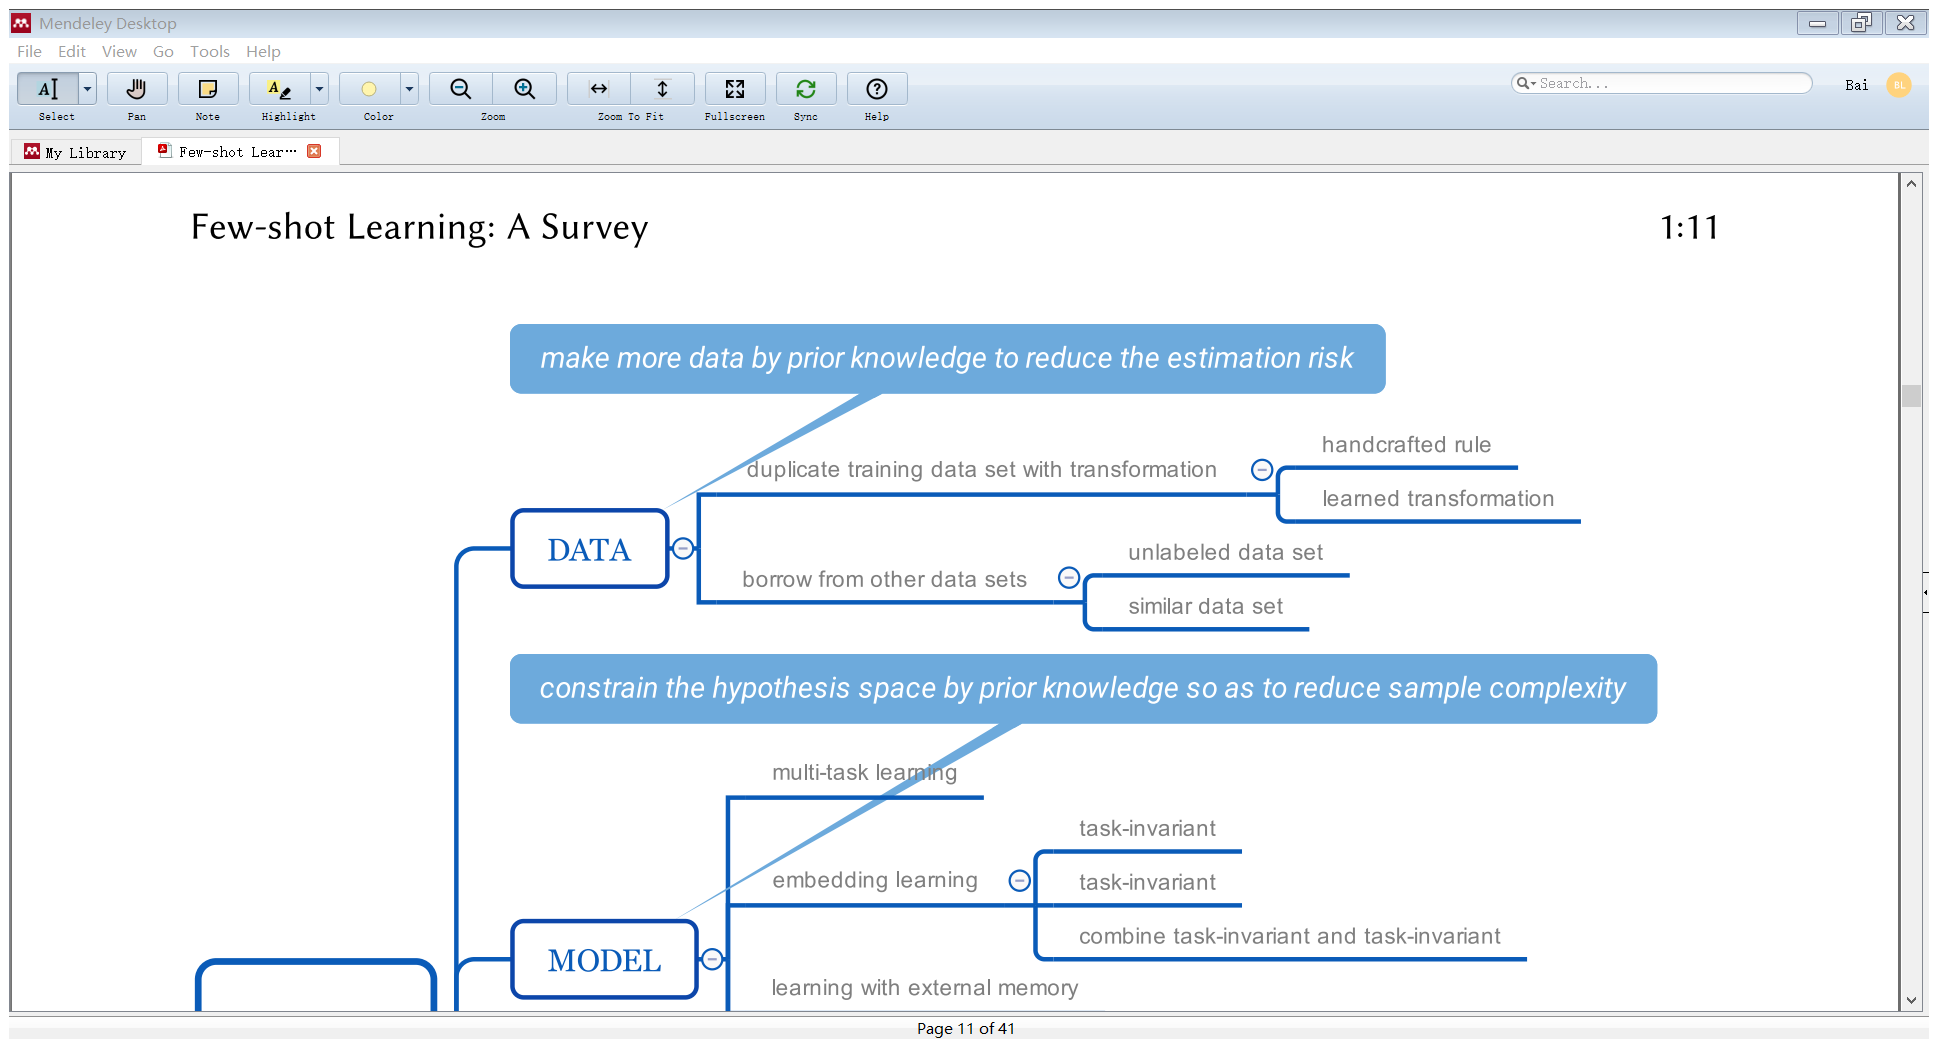 Mendeley Desktop
File Edit View Go Tools Help
Select Pan Note Highlight Color Zoom Zoom To Fit Fullscreen Sync Help
Search...
Bai BL
My Library Few-shot Lear…
Few-shot Learning: A Survey 1:11
make more data by prior knowledge to reduce the estimation risk
handcrafted rule
duplicate training data set with transformation
learned transformation
DATA
unlabeled data set
borrow from other data sets
similar data set
constrain the hypothesis space by prior knowledge so as to reduce sample complexity
multi-task learning
task-invariant
embedding learning
task-invariant
combine task-invariant and task-invariant
MODEL
learning with external memory
Page 11 of 41